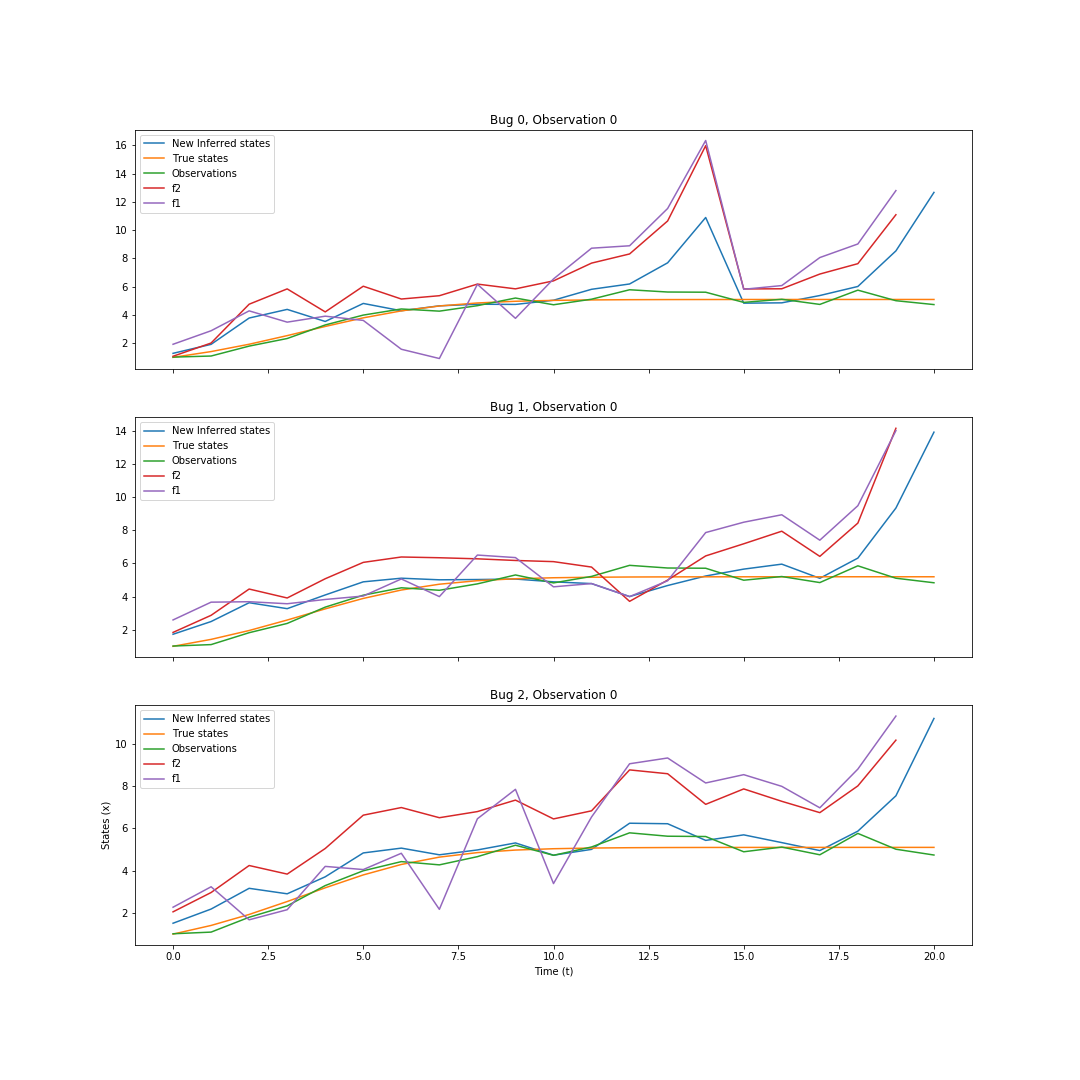 Bug 0, Observation 0
16
14
12
10
8
6
4
2
New Inferred states
True states
Observations
f2
f1
Bug 1, Observation 0
14
12
10
8
6
4
2
New Inferred states
True states
Observations
f2
f1
Bug 2, Observation 0
10
8
6
4
2
States (x)
New Inferred states
True states
Observations
f2
f1
0.0 2.5 5.0 7.5 10.0 12.5 15.0 17.5 20.0
Time (t)